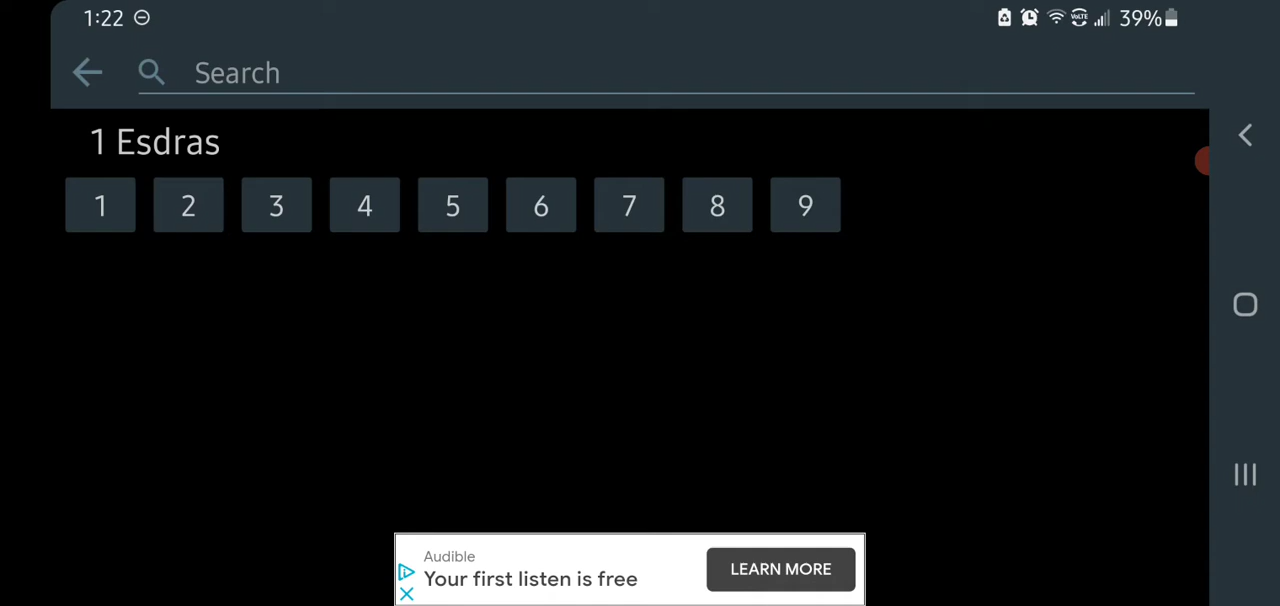 1:22
VoLTE
39%
Search
1 Esdras
1 2 3 4 5 6 7 8 9
Audible
Your first listen is free
LEARN MORE